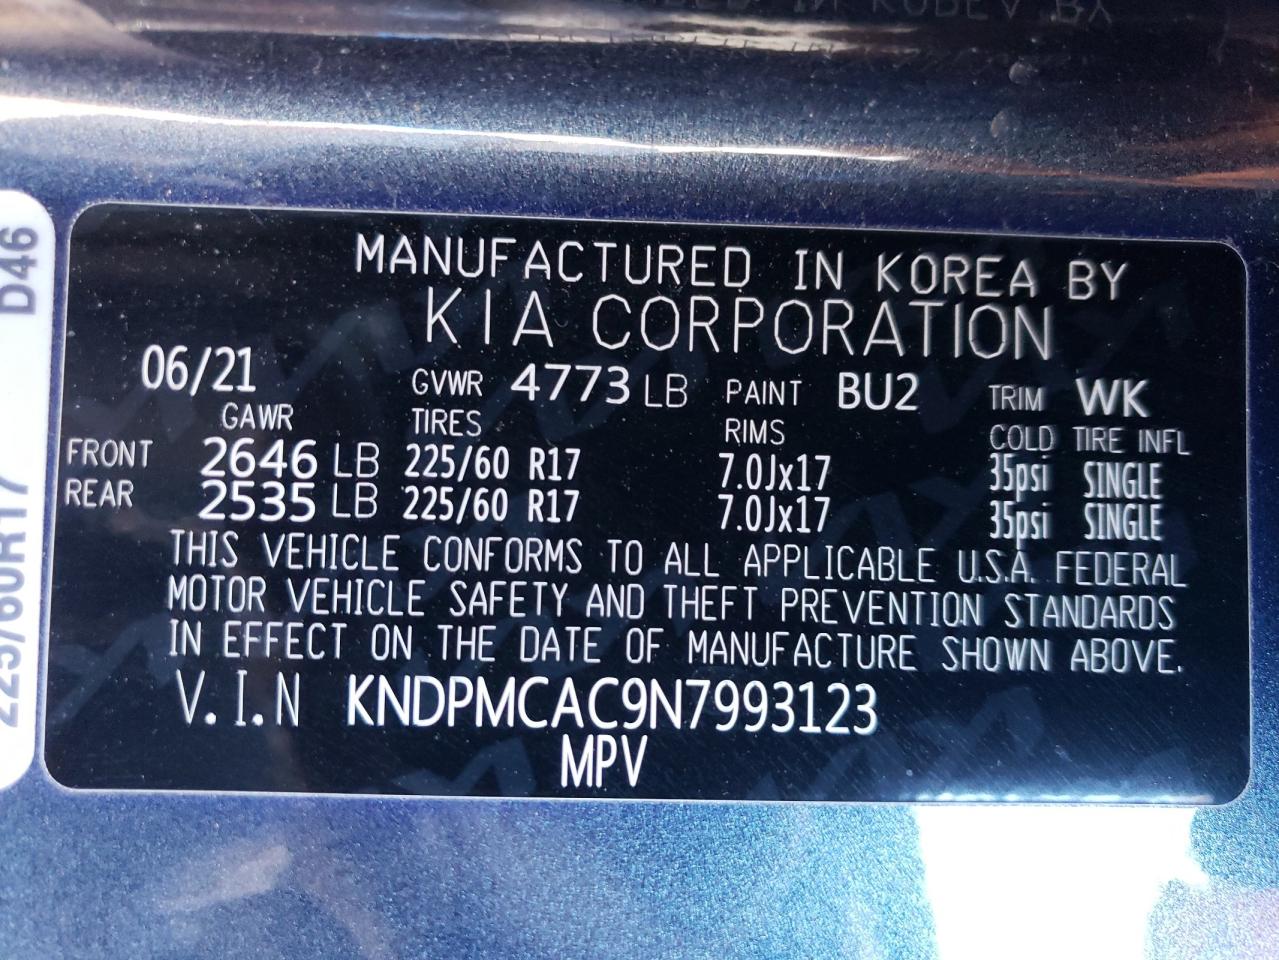 MANUFACTURED IN KOREA BY
KIA CORPORATION
06/21 GVWR 4773 LB PAINT BU2 TRIM WK
GAWR TIRES RIMS COLD TIRE INFL
FRONT 2646 LB 225/60 R17 7.0Jx17 35psi SINGLE
REAR 2535 LB 225/60 R17 7.0Jx17 35psi SINGLE
THIS VEHICLE CONFORMS TO ALL APPLICABLE U.S.A. FEDERAL
MOTOR VEHICLE SAFETY AND THEFT PREVENTION STANDARDS
IN EFFECT ON THE DATE OF MANUFACTURE SHOWN ABOVE.
V.I.N KNDPMCAC9N7993123
MPV
225/60R17 D46